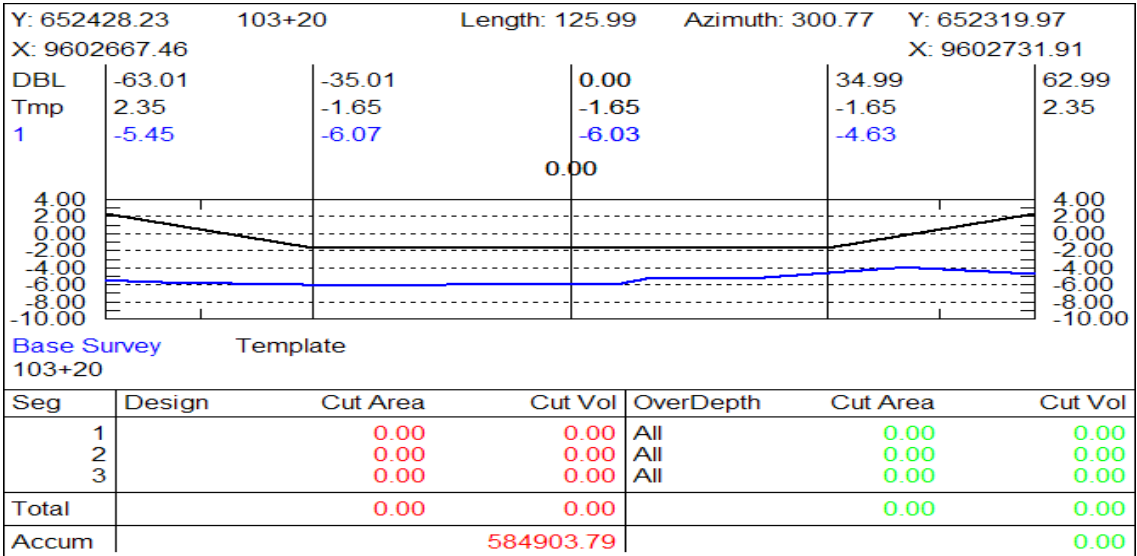 Y: 652428.23 103+20 Length: 125.99 Azimuth: 300.77 Y: 652319.97
X: 9602667.46 X: 9602731.91
DBL -63.01 -35.01 0.00 34.99 62.99
Tmp 2.35 -1.65 -1.65 -1.65 2.35
1 -5.45 -6.07 -6.03 -4.63
0.00
4.00 4.00
2.00 2.00
0.00 0.00
-2.00 -2.00
-4.00 -4.00
-6.00 -6.00
-8.00 -8.00
-10.00 -10.00
Base Survey Template
103+20
Seg Design Cut Area Cut Vol OverDepth Cut Area Cut Vol
1 0.00 0.00 All 0.00 0.00
2 0.00 0.00 All 0.00 0.00
3 0.00 0.00 All 0.00 0.00
Total 0.00 0.00 0.00 0.00
Accum 584903.79 0.00